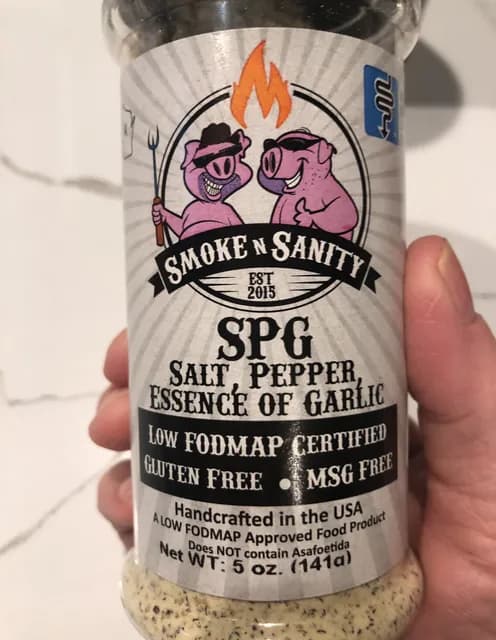 SMOKE N SANITY
EST
2015
SPG
SALT, PEPPER,
ESSENCE OF GARLIC
LOW FODMAP CERTIFIED
GLUTEN FREE • MSG FREE
Handcrafted in the USA
A LOW FODMAP Approved Food Product
Does NOT contain Asafoetida
Net WT: 5 oz. (141g)